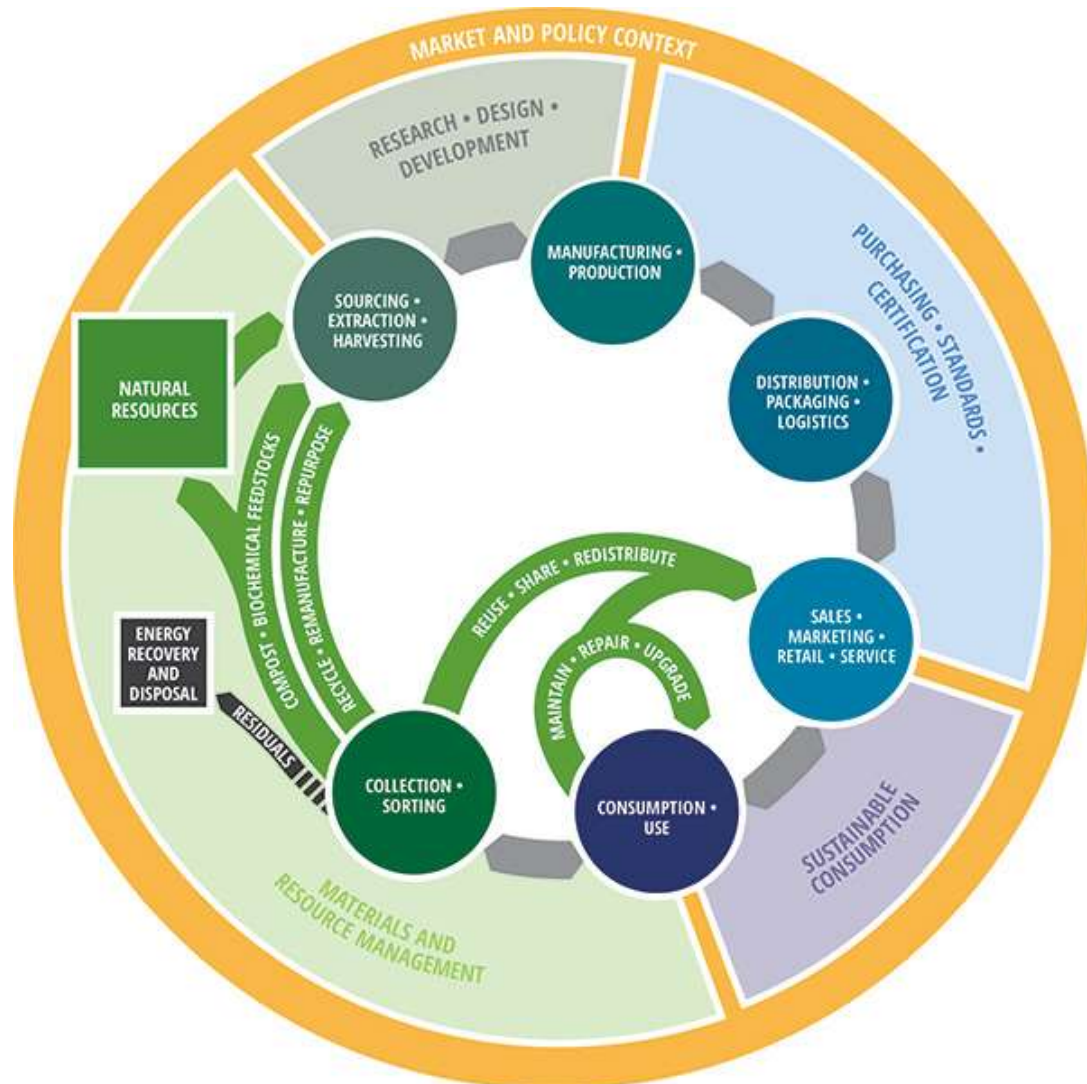 MARKET AND POLICY CONTEXT
RESEARCH • DESIGN •
DEVELOPMENT
PURCHASING • STANDARDS •
CERTIFICATION
MANUFACTURING •
PRODUCTION
SOURCING •
EXTRACTION •
HARVESTING
NATURAL
RESOURCES
DISTRIBUTION •
PACKAGING •
LOGISTICS
COMPOST • BIOCHEMICAL FEEDSTOCKS
RECYCLE • REMANUFACTURE • REPURPOSE
REUSE • SHARE • REDISTRIBUTE
MAINTAIN • REPAIR • UPGRADE
SALES •
MARKETING •
RETAIL • SERVICE
ENERGY
RECOVERY
AND
DISPOSAL
RESIDUALS
COLLECTION •
SORTING
CONSUMPTION •
USE
SUSTAINABLE
CONSUMPTION
MATERIALS AND
RESOURCE MANAGEMENT